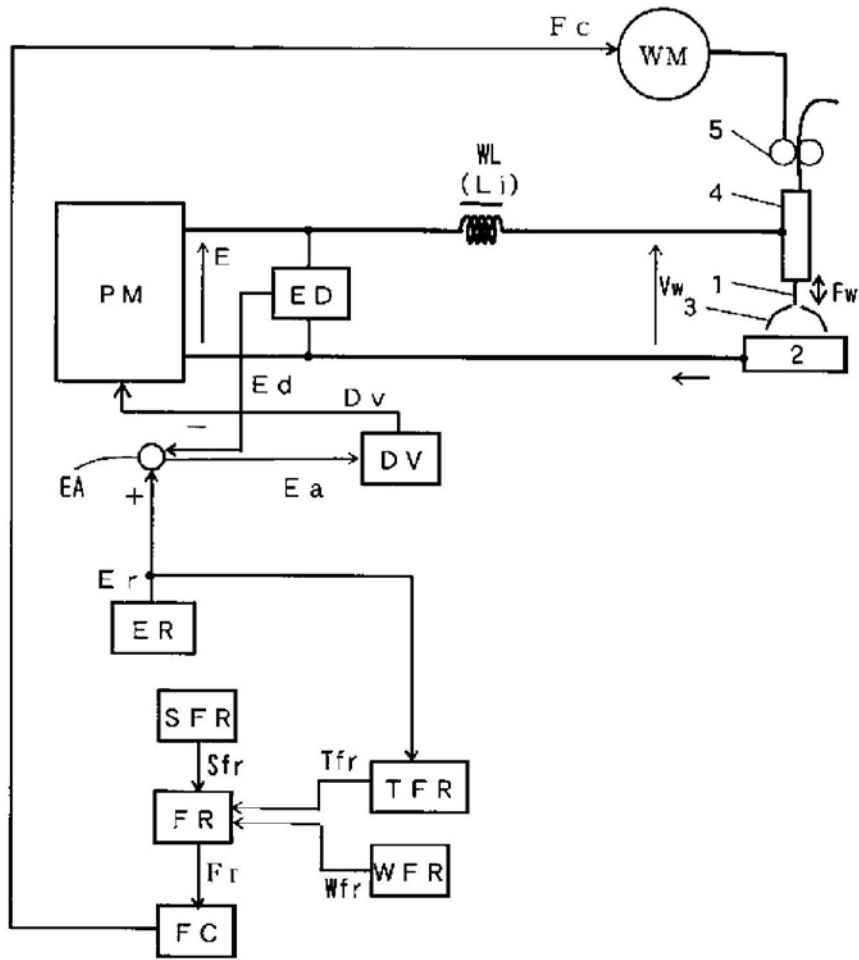 Fc
WM
5
WL
(Li)
4
PM
E
ED
Vw
1
Fw
3
2
Ed
Dv
−
DV
EA
+
Ea
Er
ER
SFR
Sfr
Tfr
TFR
FR
Fr
Wfr
WFR
FC